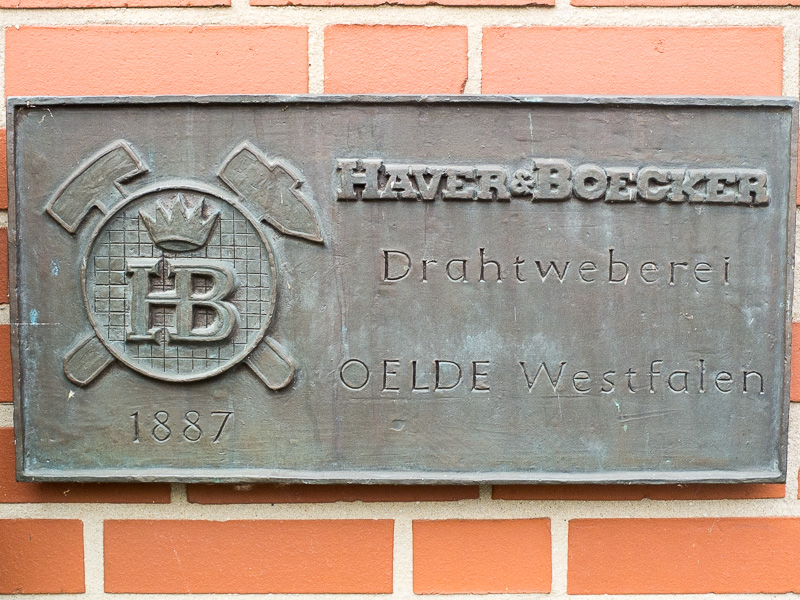 HB
1887
HAVER & BOECKER
Drahtweberei
OELDE Westfalen